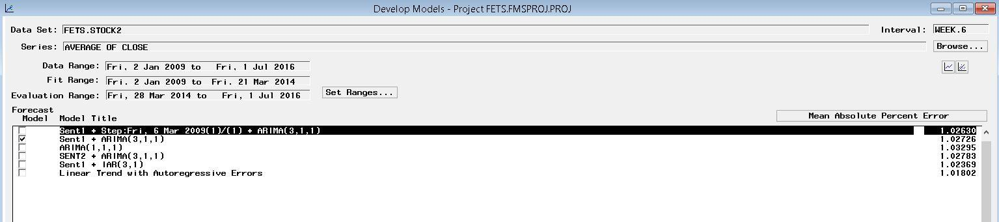 Develop Models - Project FETS.FMSPROJ.PROJ
Data Set: FETS.STOCK2 Interval: WEEK.6
Series: AVERAGE OF CLOSE Browse...
Data Range: Fri, 2 Jan 2009 to Fri, 1 Jul 2016
Fit Range: Fri. 2 Jan 2009 to Fri. 21 Mar 2014
Evaluation Range: Fri, 28 Mar 2014 to Fri, 1 Jul 2016 Set Ranges...
Forecast
Model Model Title Mean Absolute Percent Error
Sent1 + Step:Fri, 6 Mar 2009(1)/(1) + ARIMA(3,1,1) 1.02630
Sent1 + ARIMA(3,1,1) 1.02726
ARIMA(1,1,1) 1.03295
SENT2 + ARIMA(3,1,1) 1.02783
Sent1 + IAR(3,1) 1.02369
Linear Trend with Autoregressive Errors 1.01802